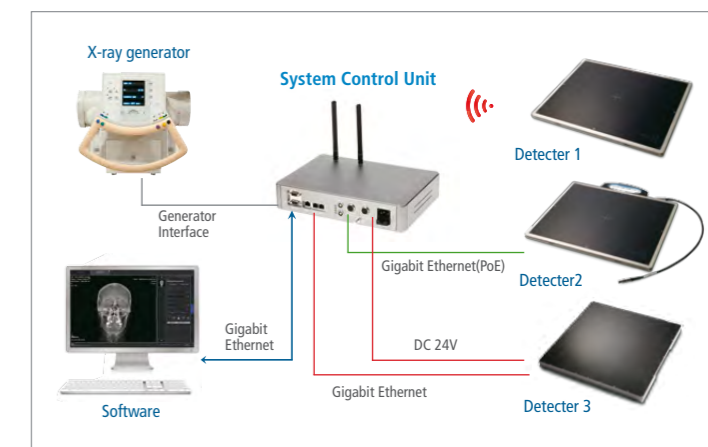 X-ray generator
System Control Unit
Detecter 1
Generator
Interface
Gigabit Ethernet(PoE)
Detecter2
Gigabit
Ethernet
DC 24V
Gigabit Ethernet
Software
Detecter 3